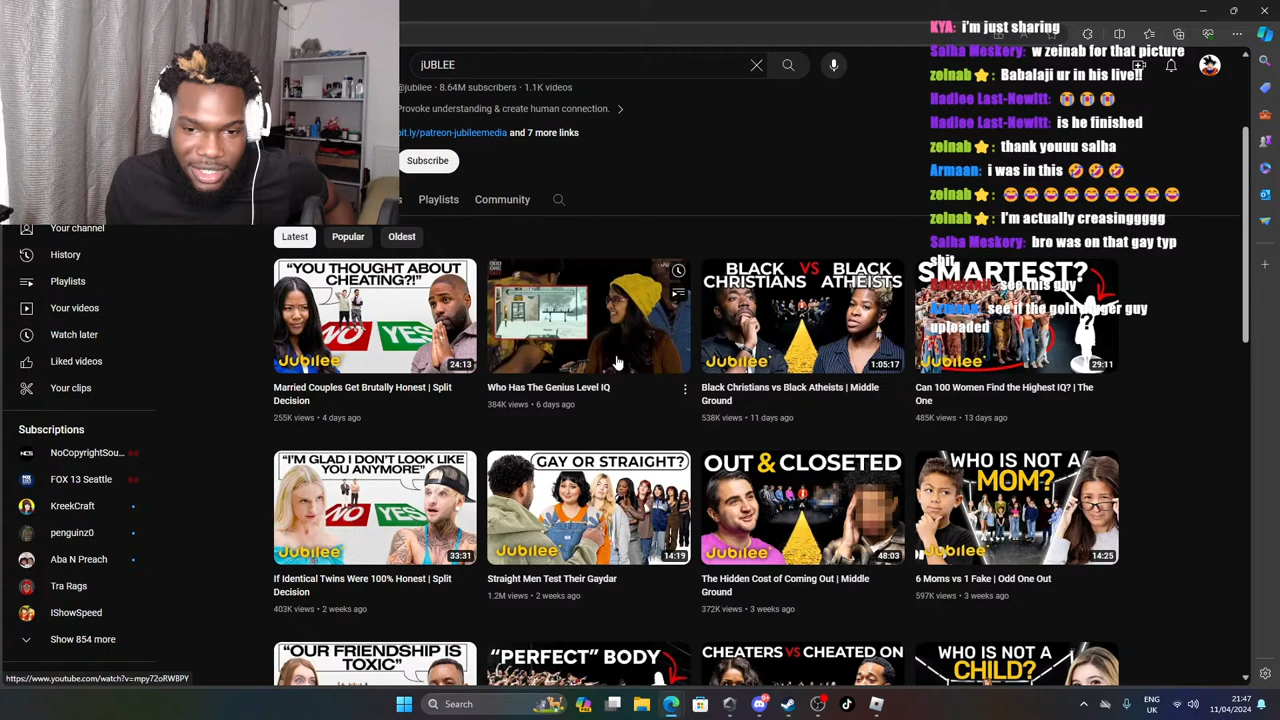 jUBlEE
@jubilee · 8.64M subscribers · 1.1K videos
Provoke understanding & create human connection.
bit.ly/patreon-jubileemedia and 7 more links
Subscribe
Playlists
Community
Latest
Popular
Oldest
Your channel
History
Playlists
Your videos
Watch later
Liked videos
Your clips
Subscriptions
NoCopyrightSou...
FOX 13 Seattle
KreekCraft
penguinz0
Aba N Preach
Tra Rags
IShowSpeed
Show 854 more
"YOU THOUGHT ABOUT
CHEATING?!"
NO YES
Jubilee
24:13
Married Couples Get Brutally Honest | Split
Decision
255K views · 4 days ago
Who Has The Genius Level IQ
384K views · 6 days ago
BLACK VS BLACK
CHRISTIANS ATHEISTS
Jubilee
1:05:17
Black Christians vs Black Atheists | Middle
Ground
538K views · 11 days ago
SMARTEST?
Jubilee
29:11
Can 100 Women Find the Highest IQ? | The
One
485K views · 13 days ago
"I'M GLAD I DON'T LOOK LIKE
YOU ANYMORE"
NO YES
Jubilee
33:31
If Identical Twins Were 100% Honest | Split
Decision
403K views · 2 weeks ago
GAY OR STRAIGHT?
Jubilee
14:19
Straight Men Test Their Gaydar
1.2M views · 2 weeks ago
OUT & CLOSETED
Jubilee
48:03
The Hidden Cost of Coming Out | Middle
Ground
372K views · 3 weeks ago
WHO IS NOT A
MOM?
Jubilee
14:25
6 Moms vs 1 Fake | Odd One Out
597K views · 3 weeks ago
"OUR FRIENDSHIP IS
TOXIC"
"PERFECT" BODY
CHEATERS VS CHEATED ON
WHO IS NOT
A CHILD?
KYA: i'm just sharing
Salha Moskery: w zeinab for that picture
zeinab: Babalaji ur in his live!!
Hadlee Last-Newitt: 😭 😭 😭
Hadlee Last-Newitt: is he finished
zeinab: thank youuu salha
Armaan: i was in this 🤣 🤣 🤣
zeinab: 😂 😂 😂 😂 😂 😂 😂 😂 😂
zeinab: I'm actually creasingggg
Salha Moskery: bro was on that gay typ
shit
see this guy
Armaan: see if the gold digger guy
uploaded
https://www.youtube.com/watch?v=mpy72oRWBPY
Search
ENG
UK
21:47
11/04/2024